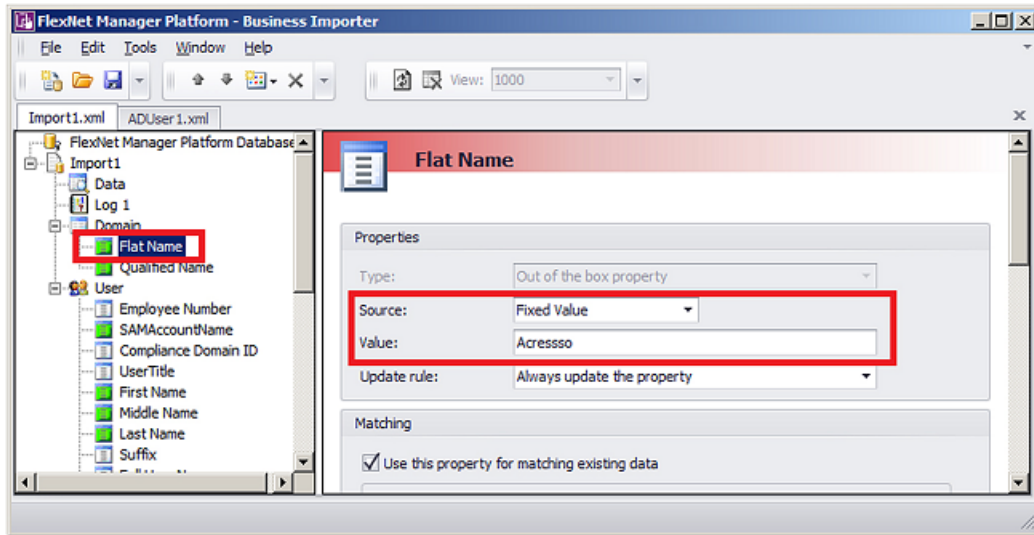 FlexNet Manager Platform - Business Importer
File Edit Tools Window Help
View: 1000
Import1.xml ADUser1.xml
FlexNet Manager Platform Database
Import1
Data
Log 1
Domain
Flat Name
Qualified Name
User
Employee Number
SAMAccountName
Compliance Domain ID
UserTitle
First Name
Middle Name
Last Name
Suffix
Flat Name
Properties
Type: Out of the box property
Source: Fixed Value
Value: Acressso
Update rule: Always update the property
Matching
Use this property for matching existing data